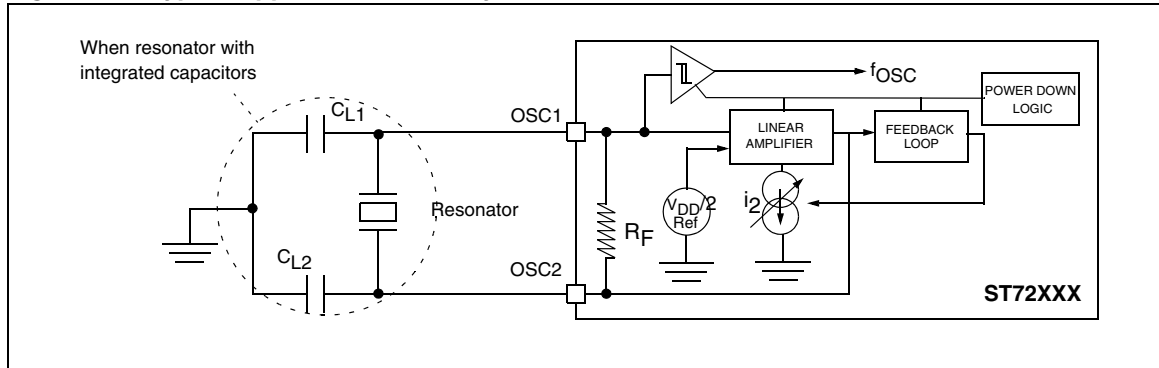 When resonator with
integrated capacitors
CL1
CL2
Resonator
OSC1
OSC2
RF
fOSC
POWER DOWN
LOGIC
LINEAR
AMPLIFIER
FEEDBACK
LOOP
VDD/2
Ref
i2
ST72XXX